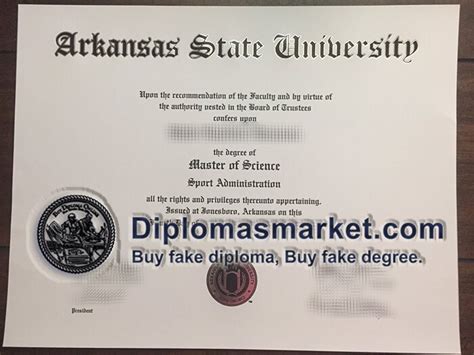 Arkansas State University
Upon the recommendation of the Faculty and by virtue of
the authority vested in the Board of Trustees
confers upon
the degree of
Master of Science
Sport Administration
all the rights and privileges thereunto appertaining.
Issued at Jonesboro, Arkansas on this
Diplomasmarket.com
Buy fake diploma, Buy fake degree.
President